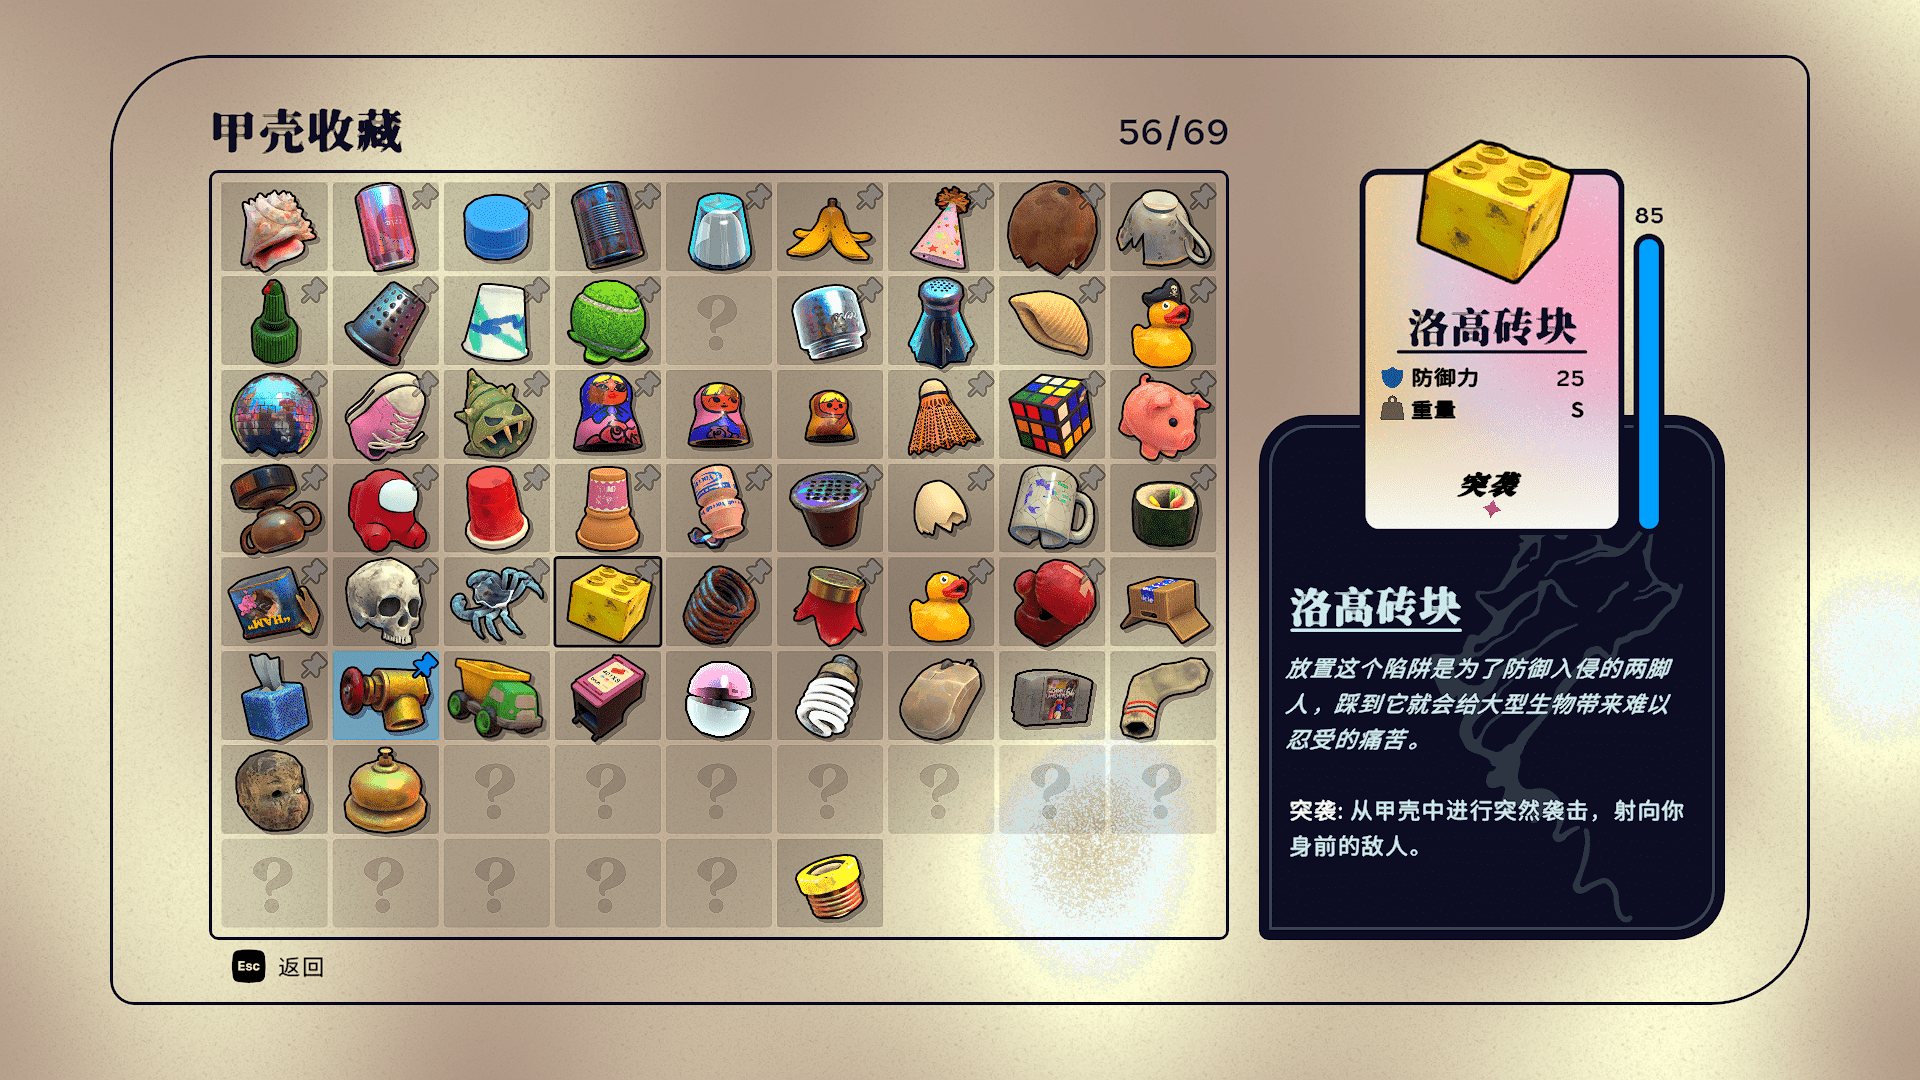 甲壳收藏
56/69
85
洛高砖块
防御力 25
重量 S
突袭
洛高砖块
放置这个陷阱是为了防御入侵的两脚
人，踩到它就会给大型生物带来难以
忍受的痛苦。
突袭: 从甲壳中进行突然袭击，射向你
身前的敌人。
"HAM"
Esc 返回